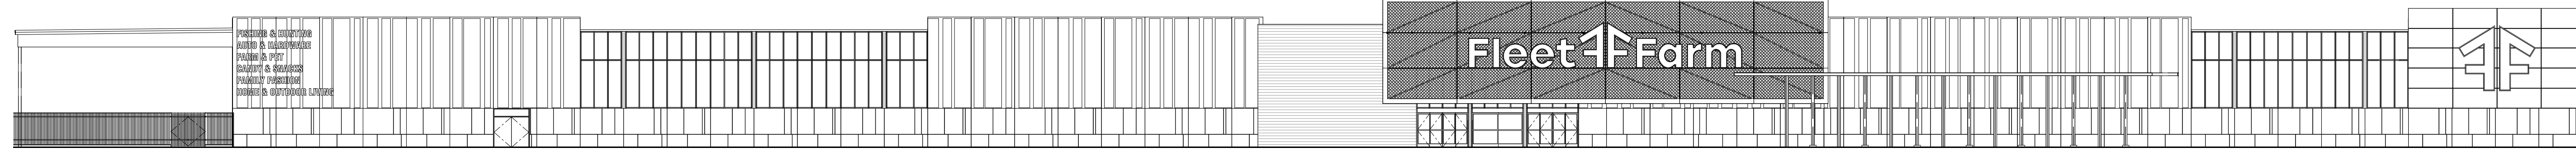 FISHING & HUNTING
AUTO & HARDWARE
FARM & PET
CANDY & SNACKS
FAMILY FASHION
HOME & OUTDOOR LIVING
Fleet Farm